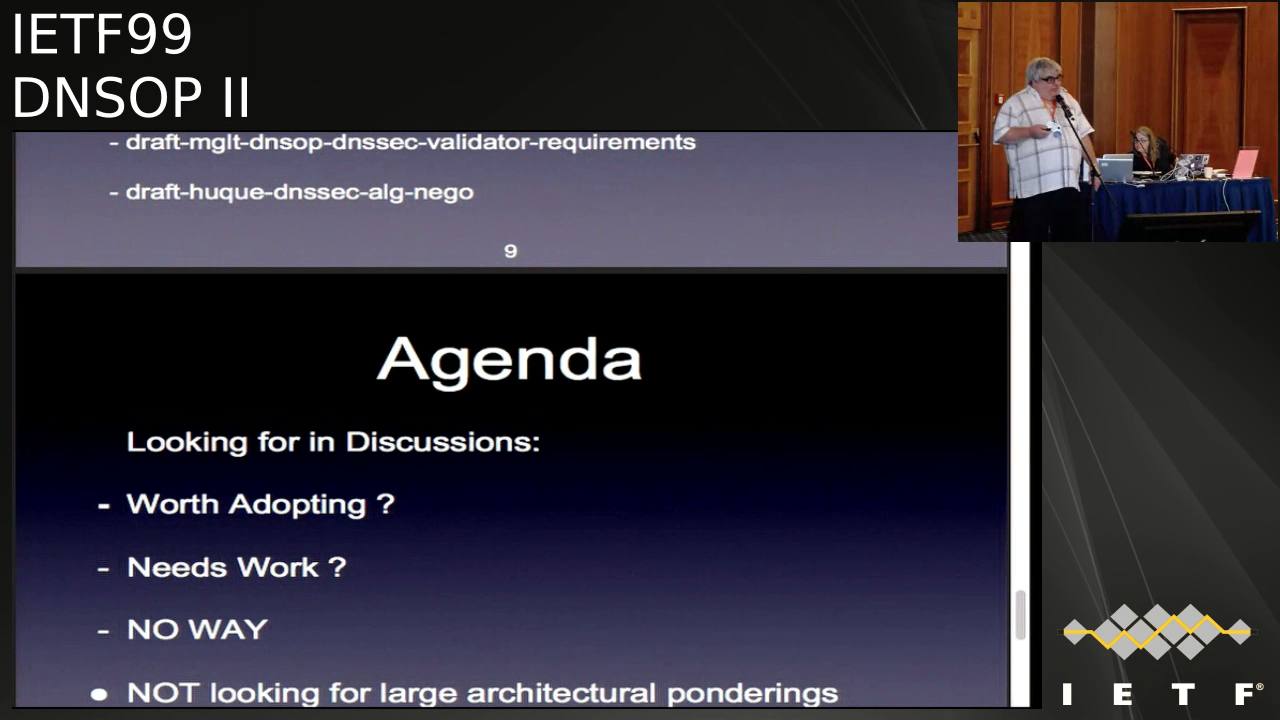 IETF99
DNSOP II
- draft-mglt-dnsop-dnssec-validator-requirements
- draft-huque-dnssec-alg-nego
9
Agenda
Looking for in Discussions:
- Worth Adopting ?
- Needs Work ?
- NO WAY
● NOT looking for large architectural ponderings
I E T F®